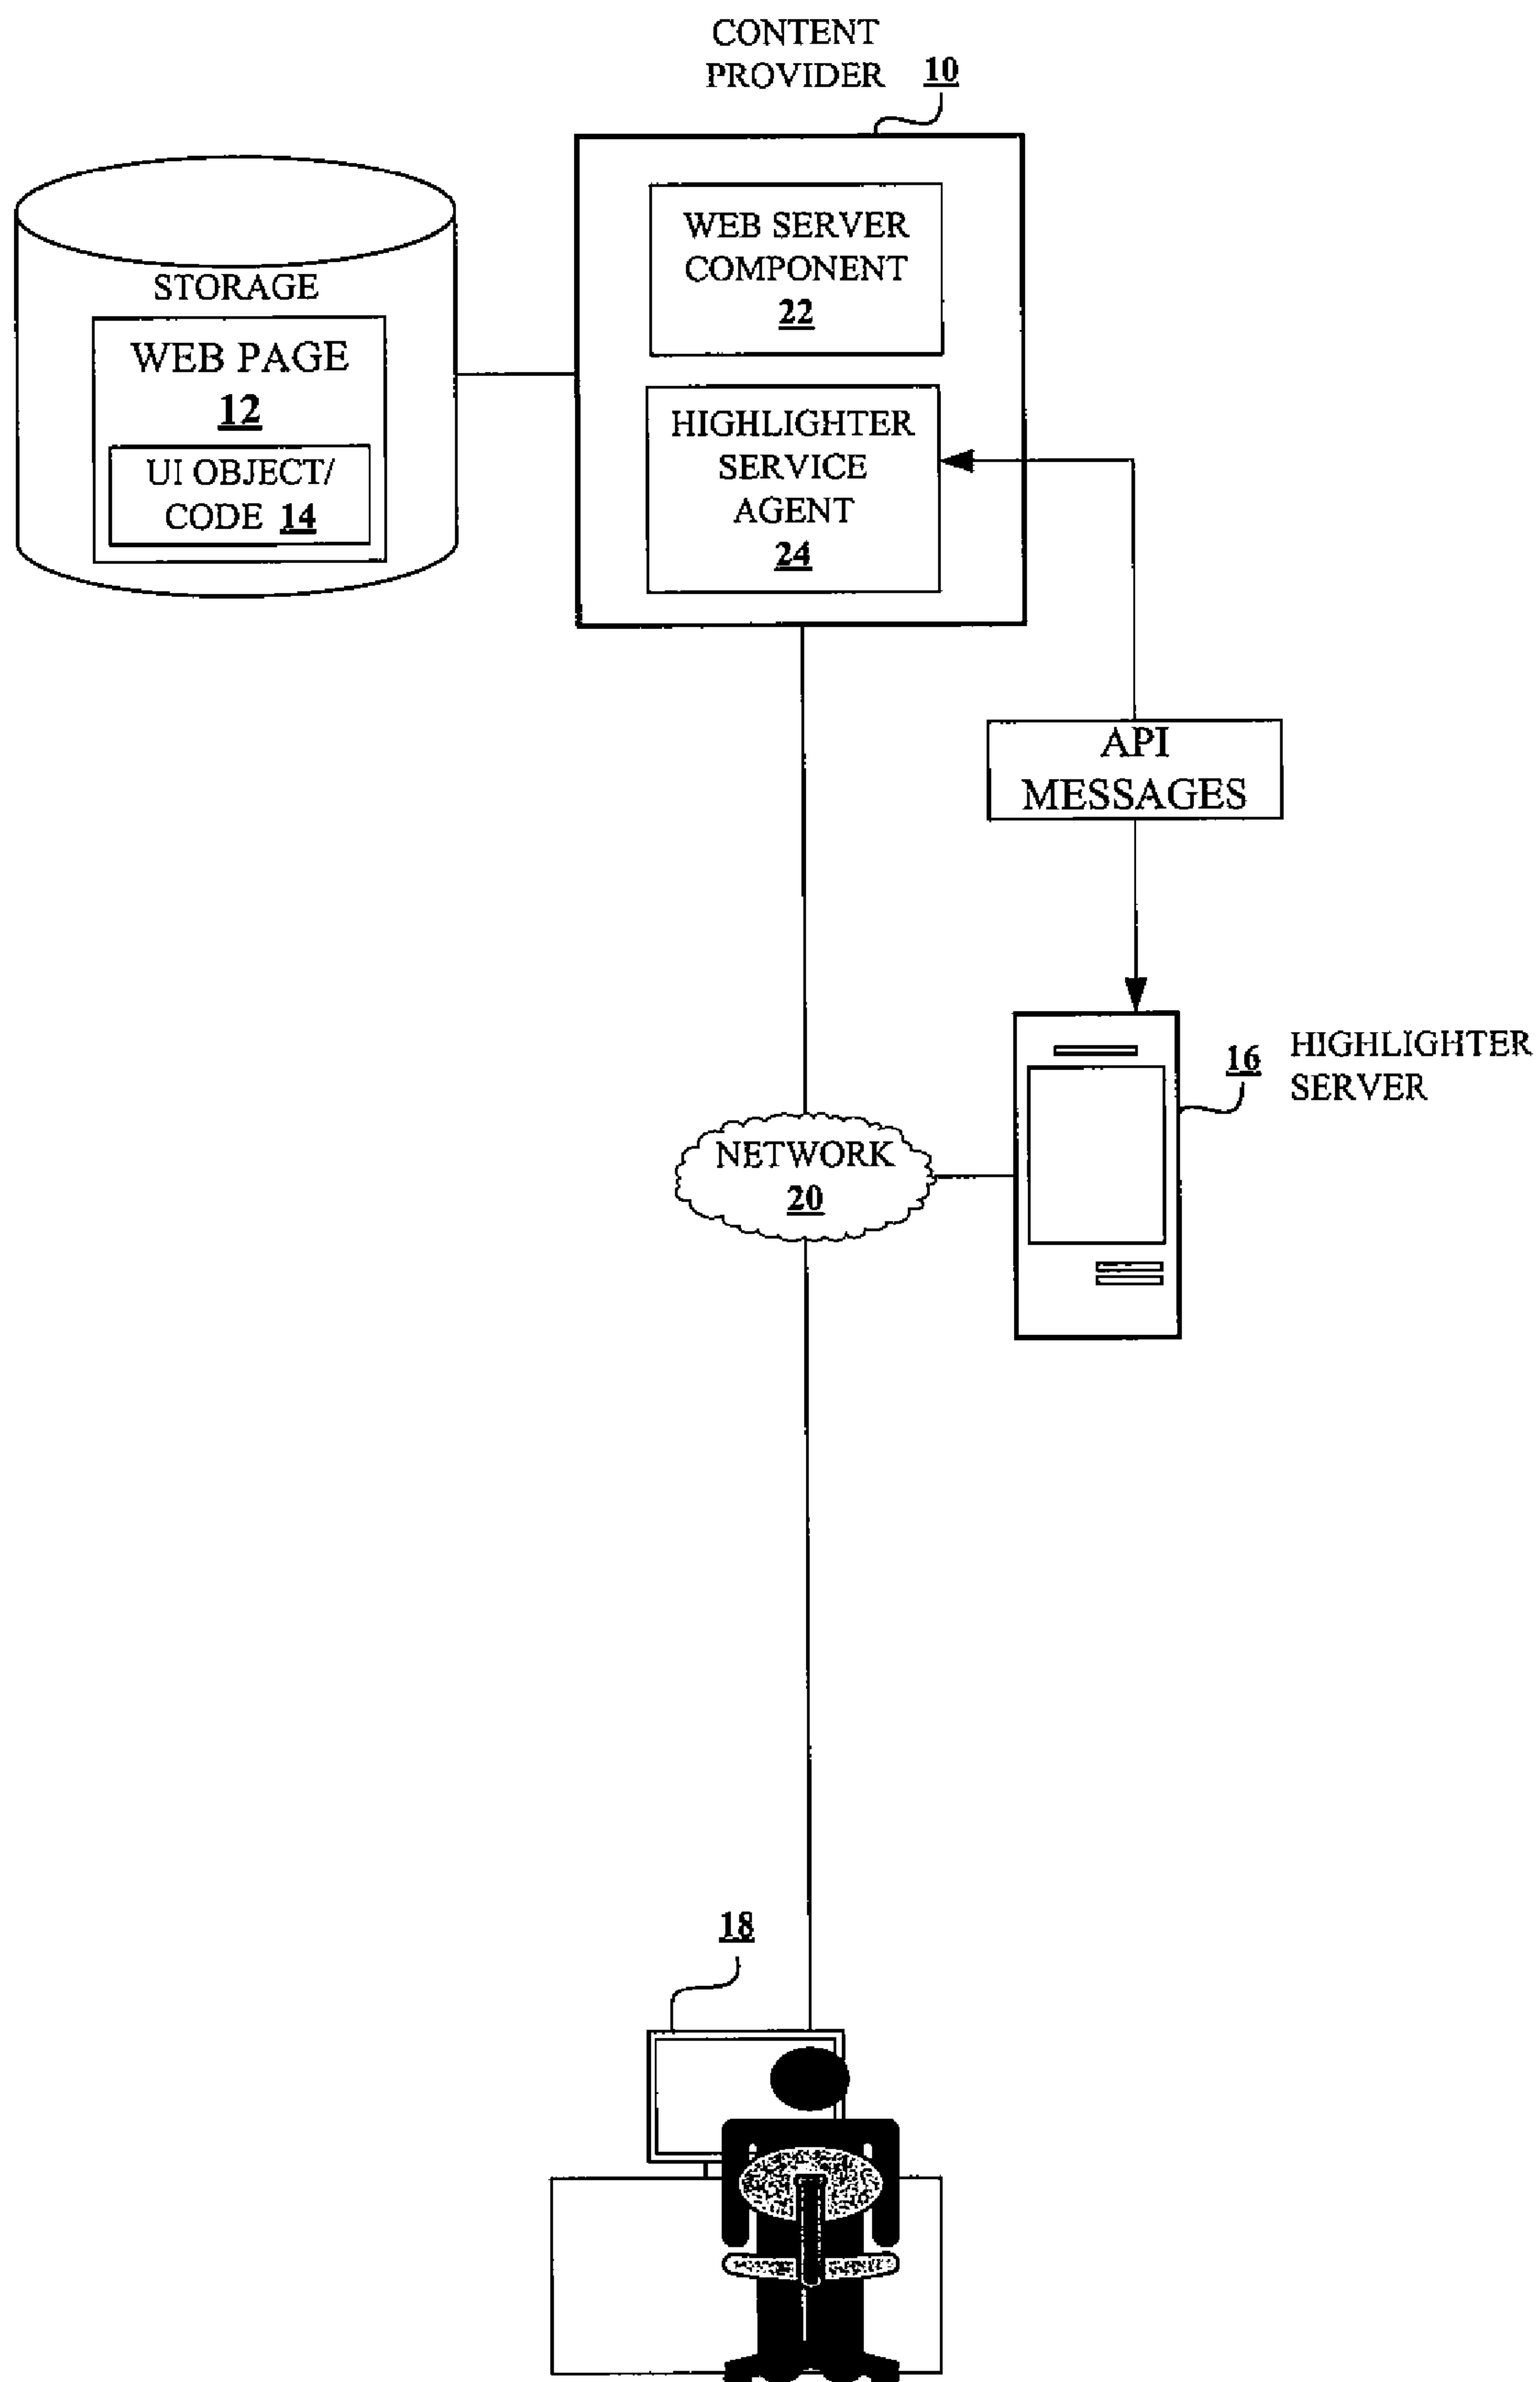 CONTENT
PROVIDER 10
WEB SERVER
COMPONENT
22
STORAGE
WEB PAGE
12
UI OBJECT/
CODE 14
HIGHLIGHTER
SERVICE
AGENT
24
API
MESSAGES
16 HIGHLIGHTER
SERVER
NETWORK
20
18